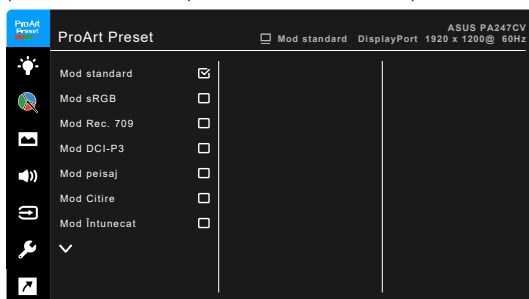 ProArt
Preset
ProArt Preset
ASUS PA247CV
Mod standard DisplayPort 1920 x 1200@ 60Hz
Mod standard
Mod sRGB
Mod Rec. 709
Mod DCI-P3
Mod peisaj
Mod Citire
Mod Întunecat